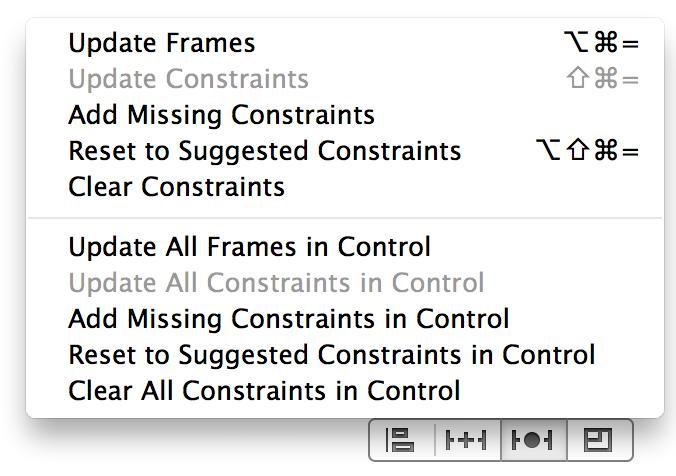 Update Frames ⌥⌘=
Update Constraints ⇧⌘=
Add Missing Constraints
Reset to Suggested Constraints ⌥⇧⌘=
Clear Constraints
Update All Frames in Control
Update All Constraints in Control
Add Missing Constraints in Control
Reset to Suggested Constraints in Control
Clear All Constraints in Control